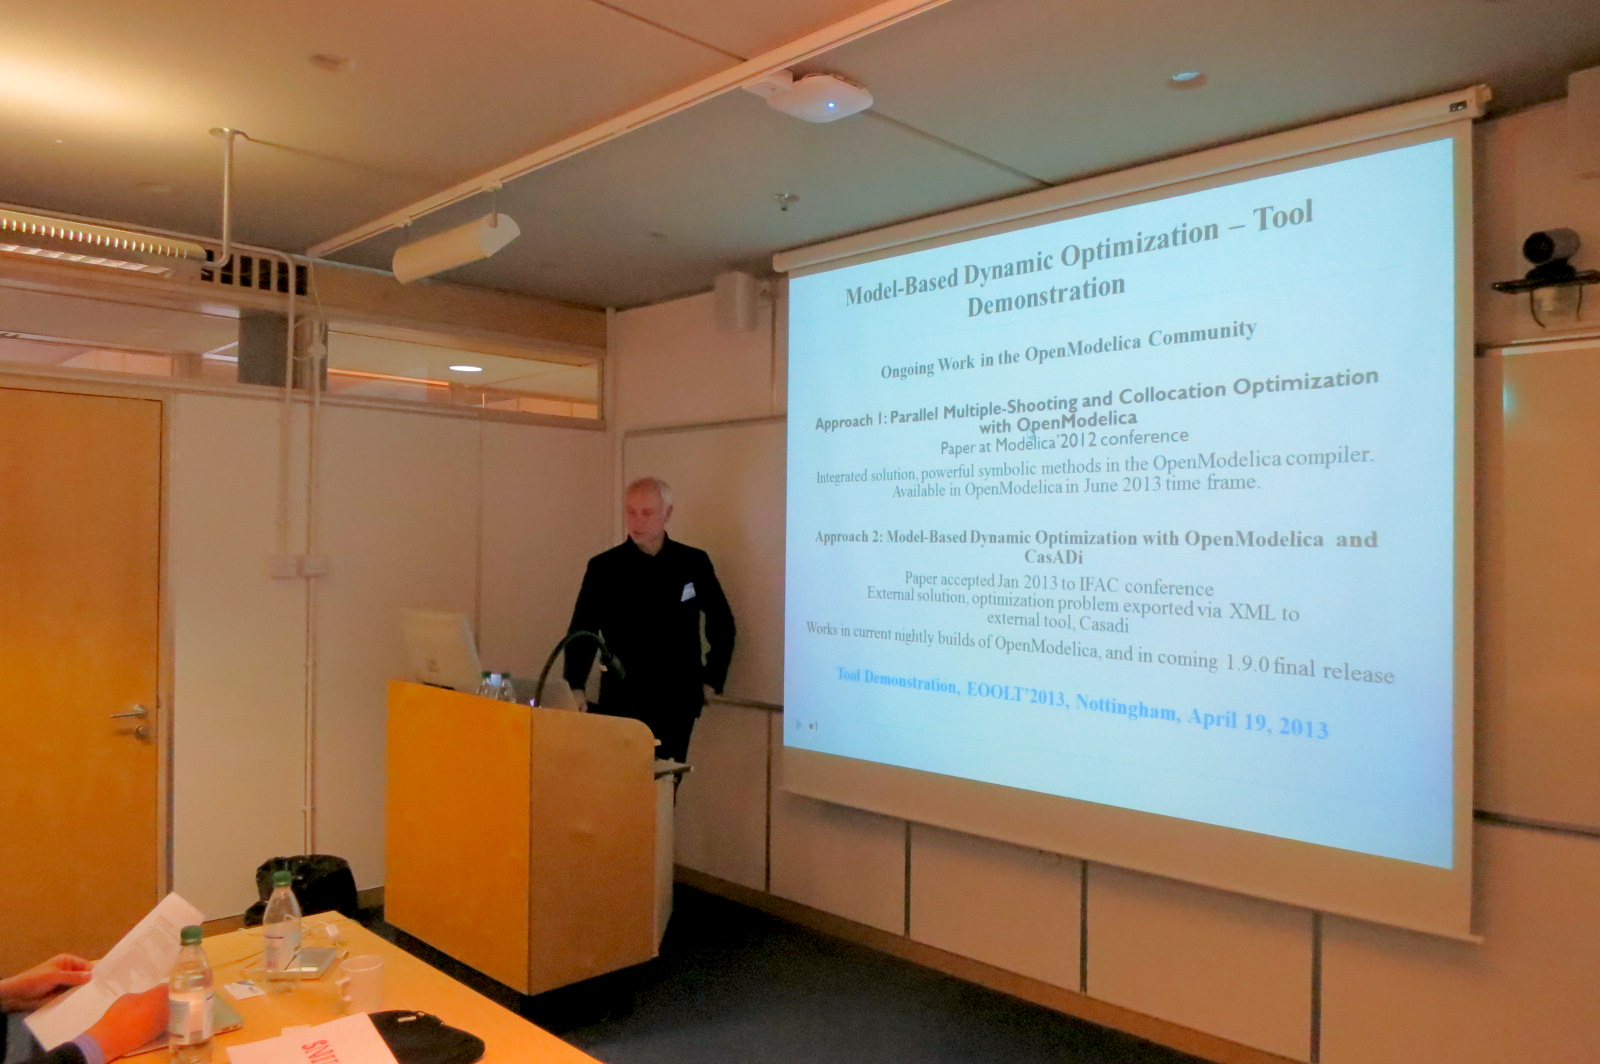 Model-Based Dynamic Optimization – Tool
Demonstration
Ongoing Work in the OpenModelica Community
Approach 1: Parallel Multiple-Shooting and Collocation Optimization
with OpenModelica
Paper at Modelica'2012 conference
Integrated solution, powerful symbolic methods in the OpenModelica compiler.
Available in OpenModelica in June 2013 time frame.
Approach 2: Model-Based Dynamic Optimization with OpenModelica and
CasADi
Paper accepted Jan 2013 to IFAC conference
External solution, optimization problem exported via XML to
external tool, Casadi
Works in current nightly builds of OpenModelica, and in coming 1.9.0 final release
Tool Demonstration, EOOLT'2013, Nottingham, April 19, 2013